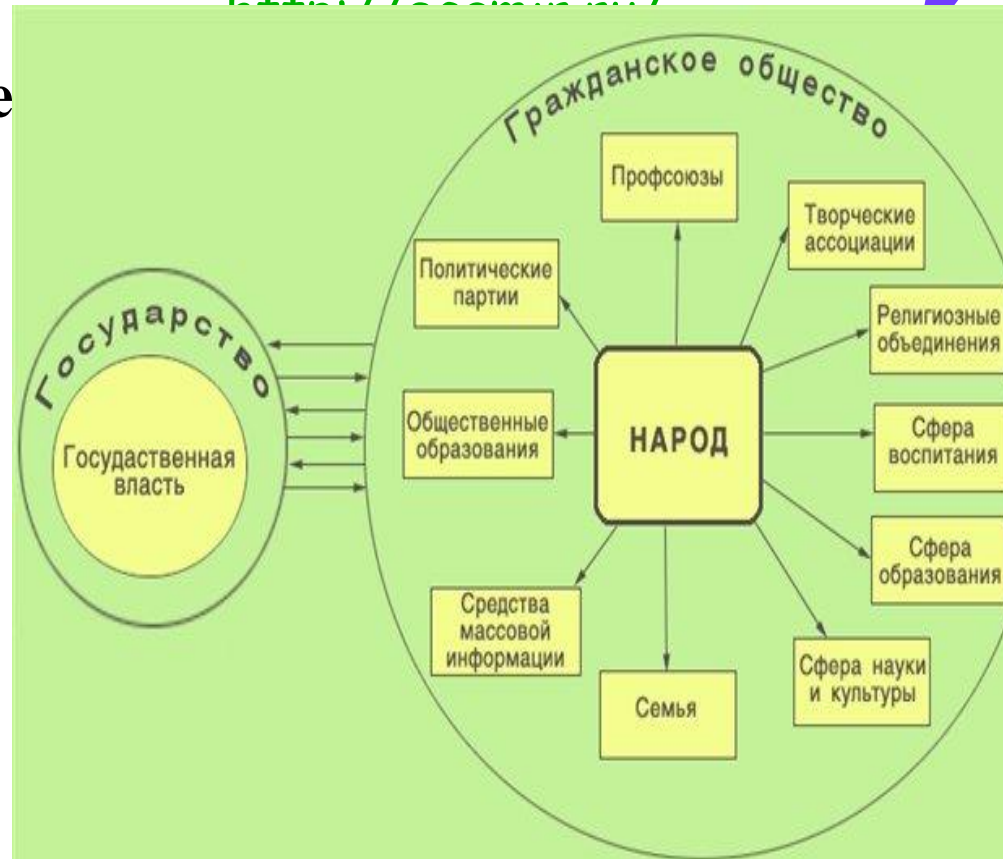 е
Гражданское общество
Профсоюзы
Творческие
ассоциации
Политические
партии
Религиозные
объединения
Государство
Госудаственная
власть
Общественные
образования
НАРОД
Сфера
воспитания
Сфера
образования
Средства
массовой
информации
Семья
Сфера науки
и культуры